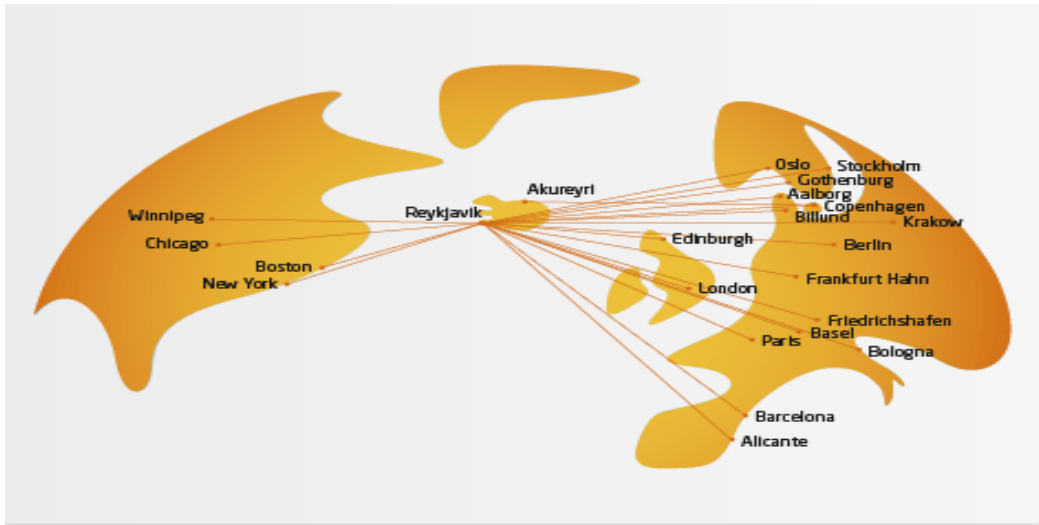 Oslo
Stockholm
Gothenburg
Akureyri
Aalborg
Copenhagen
Reykjavik
Winnipeg
Billund
Krakow
Chicago
Edinburgh
Berlin
Boston
New York
Frankfurt Hahn
London
Friedrichshafen
Basel
Paris
Bologna
Barcelona
Alicante